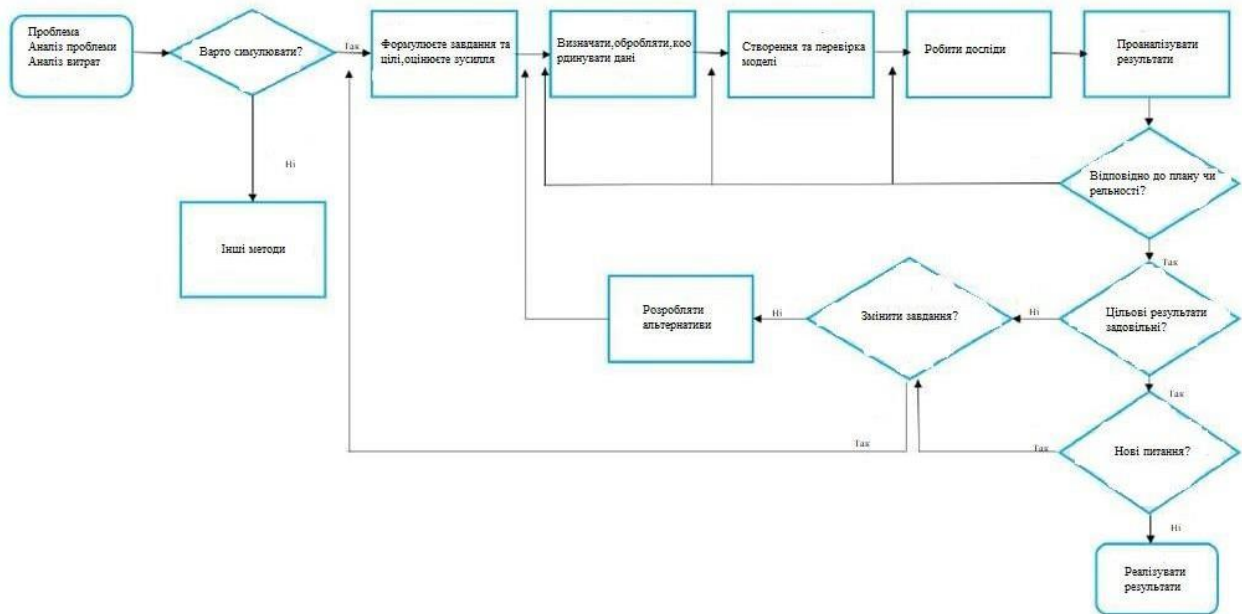 Проблема
Аналіз проблеми
Аналіз витрат
Варто симулювати?
Так
Формулюєте завдання та
цілі,оцінюєте зусилля
Визначати,обробляти,коо
рдинувати дані
Створення та перевірка
моделі
Робити досліди
Проаналізувати
результати
Ні
Інші методи
Відповідно до плану чи
рельності?
Так
Цільові результати
задовільні?
Ні
Змінити завдання?
Ні
Розробляти
альтернативи
Так
Так
Нові питання?
Так
Ні
Реалізувати
результати